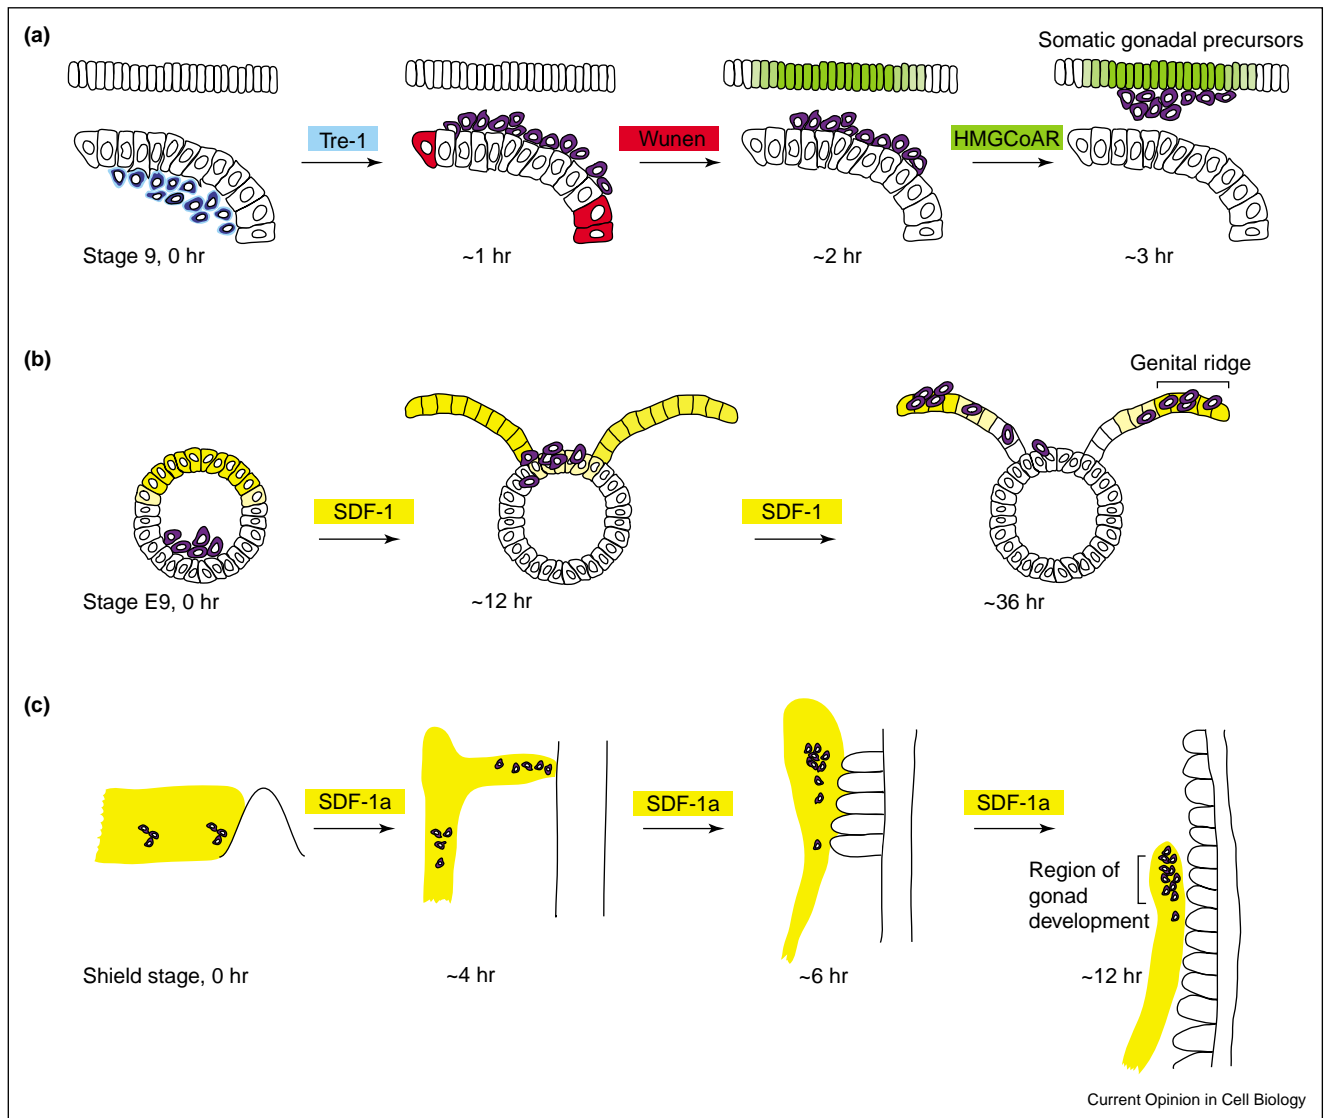 (a)
Somatic gonadal precursors
Tre-1
Wunen
HMGCoAR
Stage 9, 0 hr
~1 hr
~2 hr
~3 hr
(b)
Genital ridge
SDF-1
SDF-1
Stage E9, 0 hr
~12 hr
~36 hr
(c)
SDF-1a
SDF-1a
SDF-1a
Region of
gonad
development
Shield stage, 0 hr
~4 hr
~6 hr
~12 hr
Current Opinion in Cell Biology